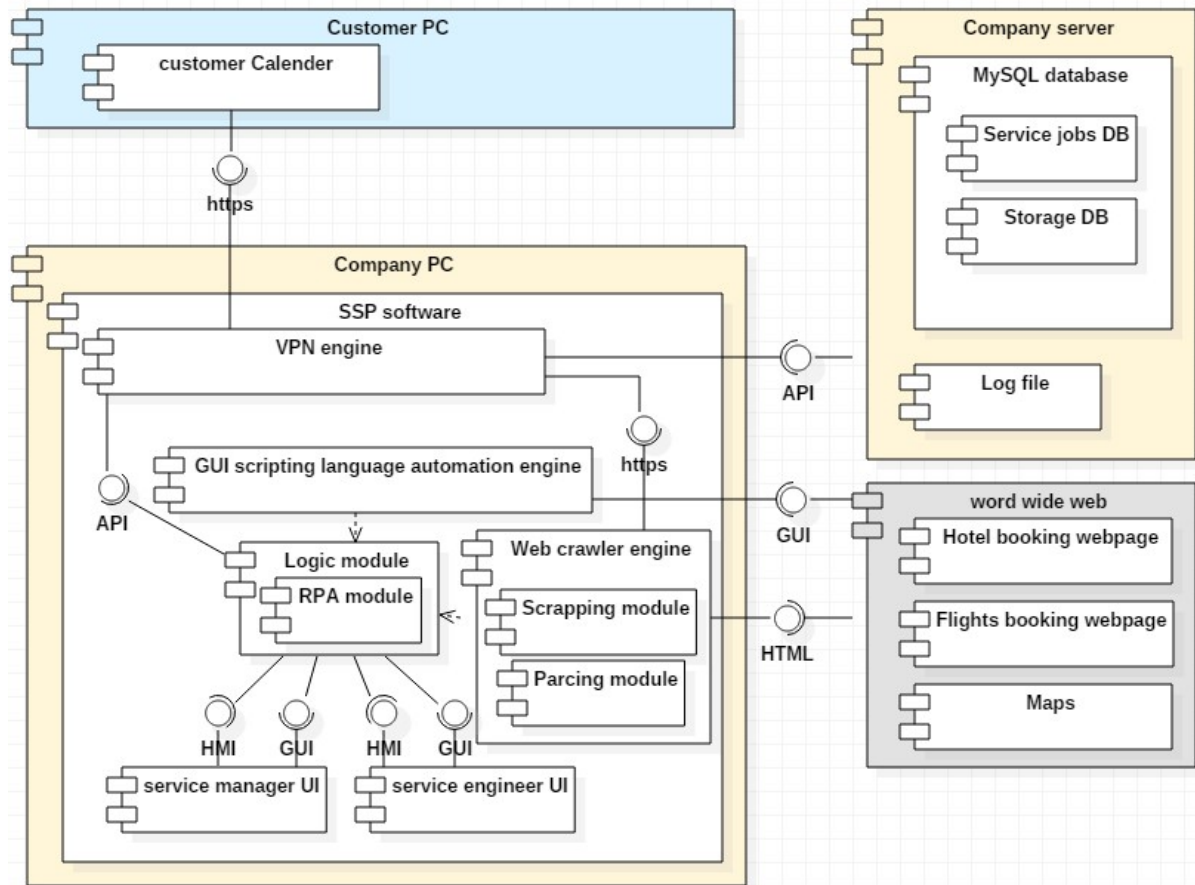 Customer PC
customer Calender
https
Company server
MySQL database
Service jobs DB
Storage DB
Log file
Company PC
SSP software
VPN engine
API
https
GUI scripting language automation engine
API
GUI
word wide web
Hotel booking webpage
Flights booking webpage
Maps
Logic module
RPA module
Web crawler engine
Scrapping module
Parcing module
HTML
HMI
GUI
HMI
GUI
service manager UI
service engineer UI